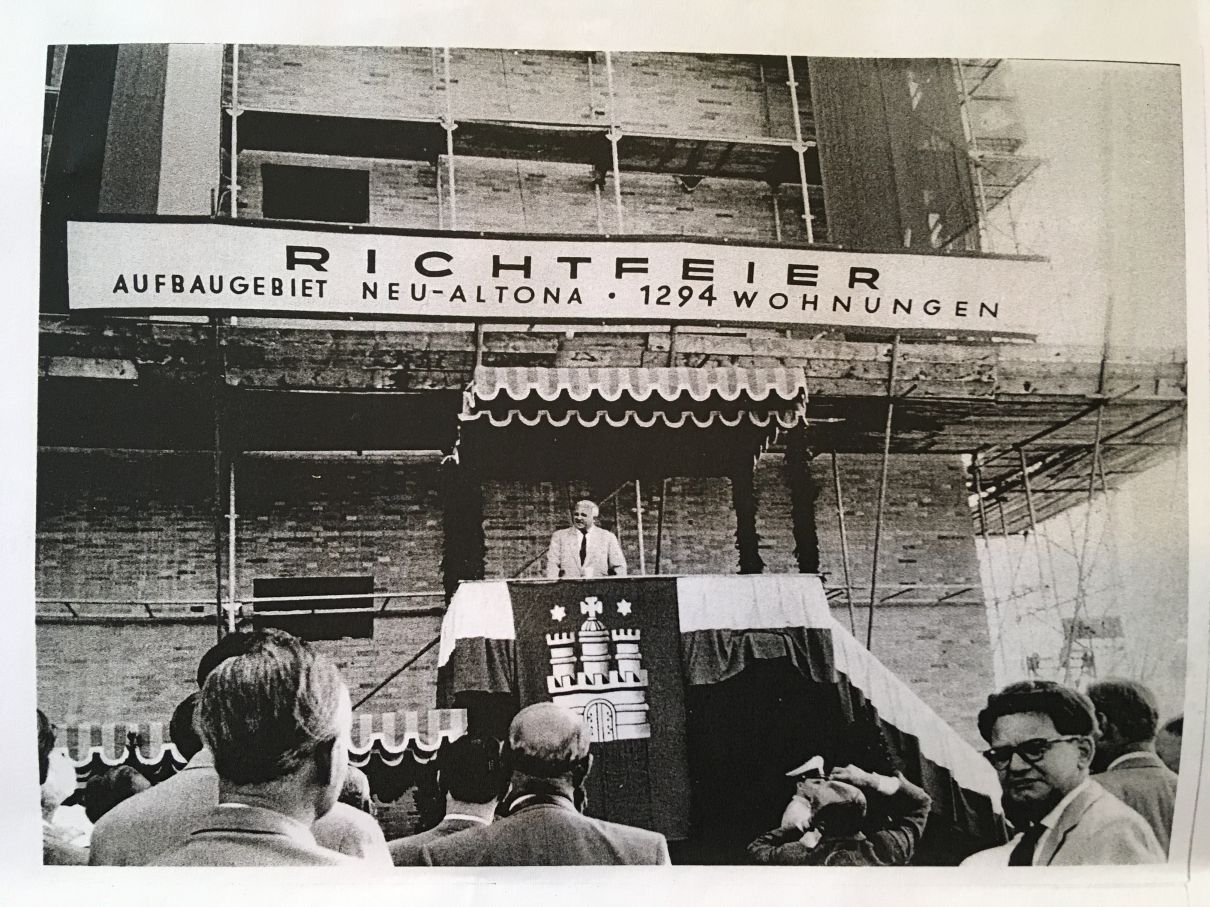 RICHTFEIER
AUFBAUGEBIET NEU-ALTONA · 1294 WOHNUNGEN